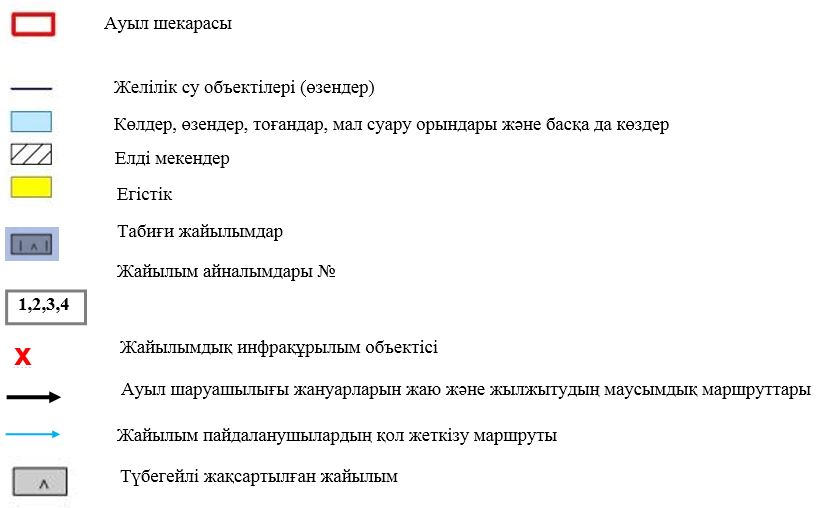 Ауыл шекарасы
Желілік су объектілері (өзендер)
Көлдер, өзендер, тоғандар, мал суару орындары және басқа да көздер
Елді мекендер
Егістік
Табиғи жайылымдар
Жайылым айналымдары №
1,2,3,4
X Жайылымдық инфрақұрылым объектісі
Ауыл шаруашылығы жануарларын жаю және жылжытудың маусымдық маршруттары
Жайылым пайдаланушылардың қол жеткізу маршруты
Түбегейлі жақсартылған жайылым